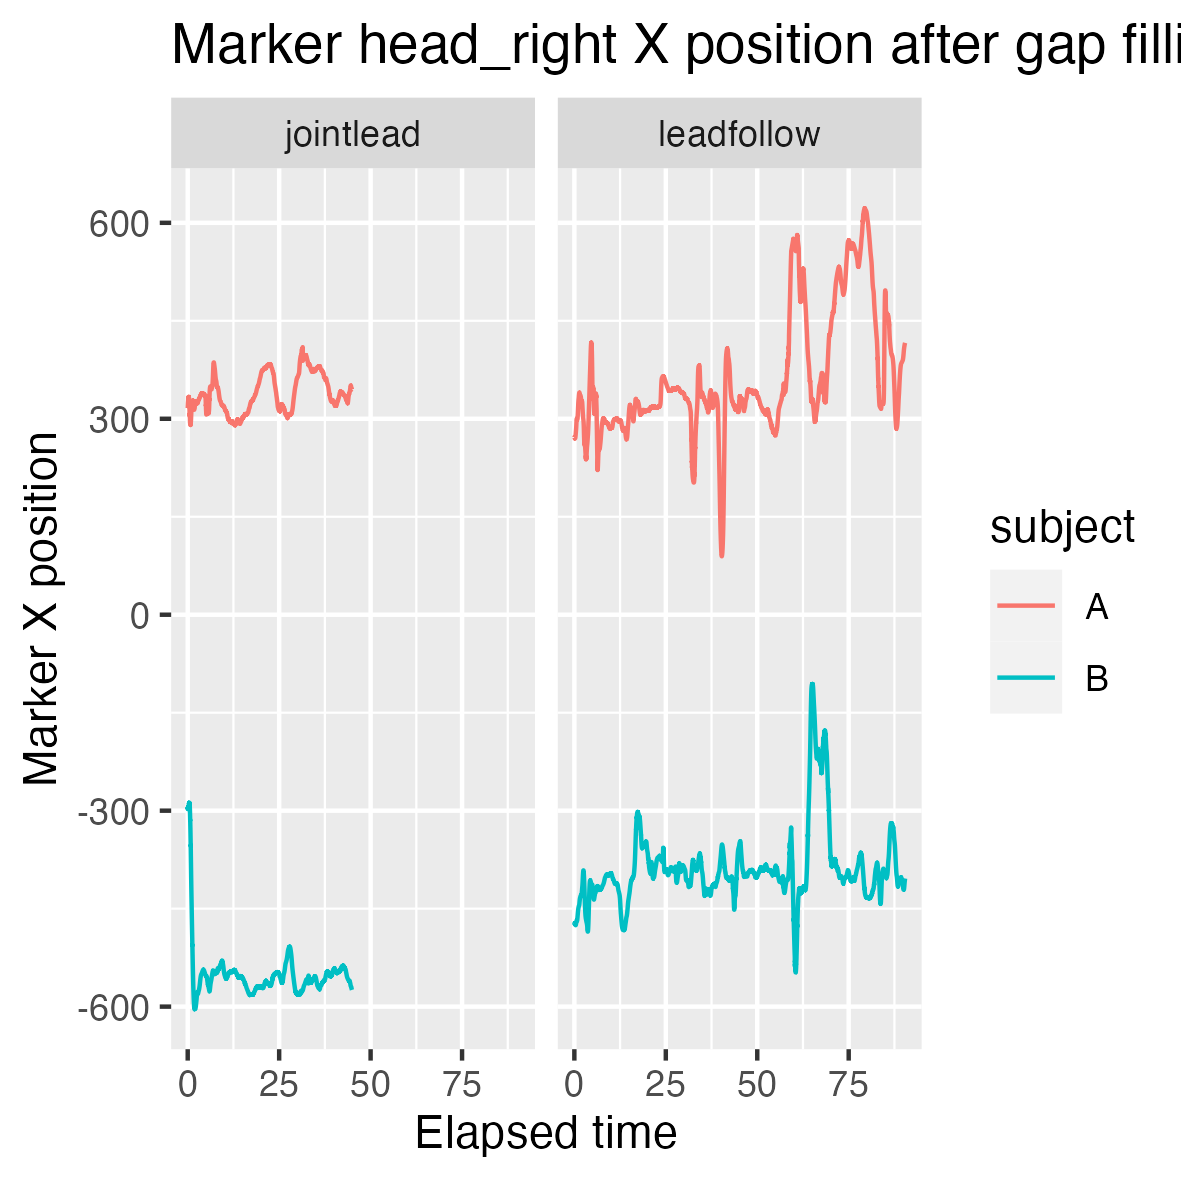 Marker head_right X position after gap filli
jointlead
leadfollow
600
300
0
-300
-600
Marker X position
0 25 50 75
0 25 50 75
Elapsed time
subject
A
B